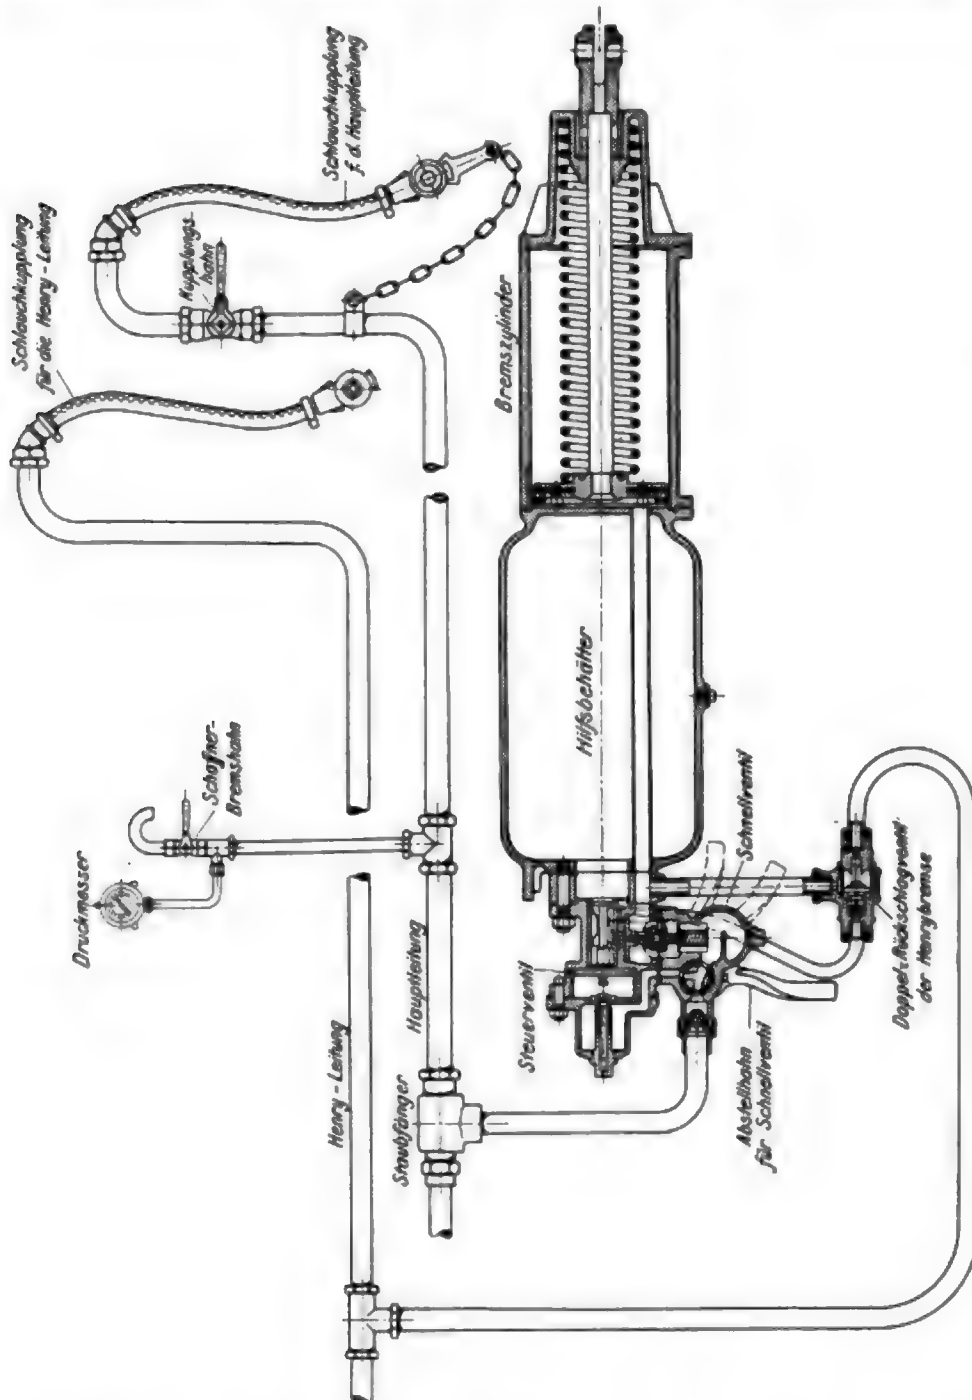 Schlauchkupplung
für die Henry-Leitung
Schlauchkupplung
f. d. Hauptleitung
Kupplungs-
hahn
Bremszylinder
Druckmesser
Schaffner-
Bremshahn
Hilfsbehälter
Henry-Leitung
Hauptleitung
Staubfänger
Steuerventil
Schnellventil
Abstellhahn
für Schnellventil
Doppel-Rückschlagventil
der Henrybremse